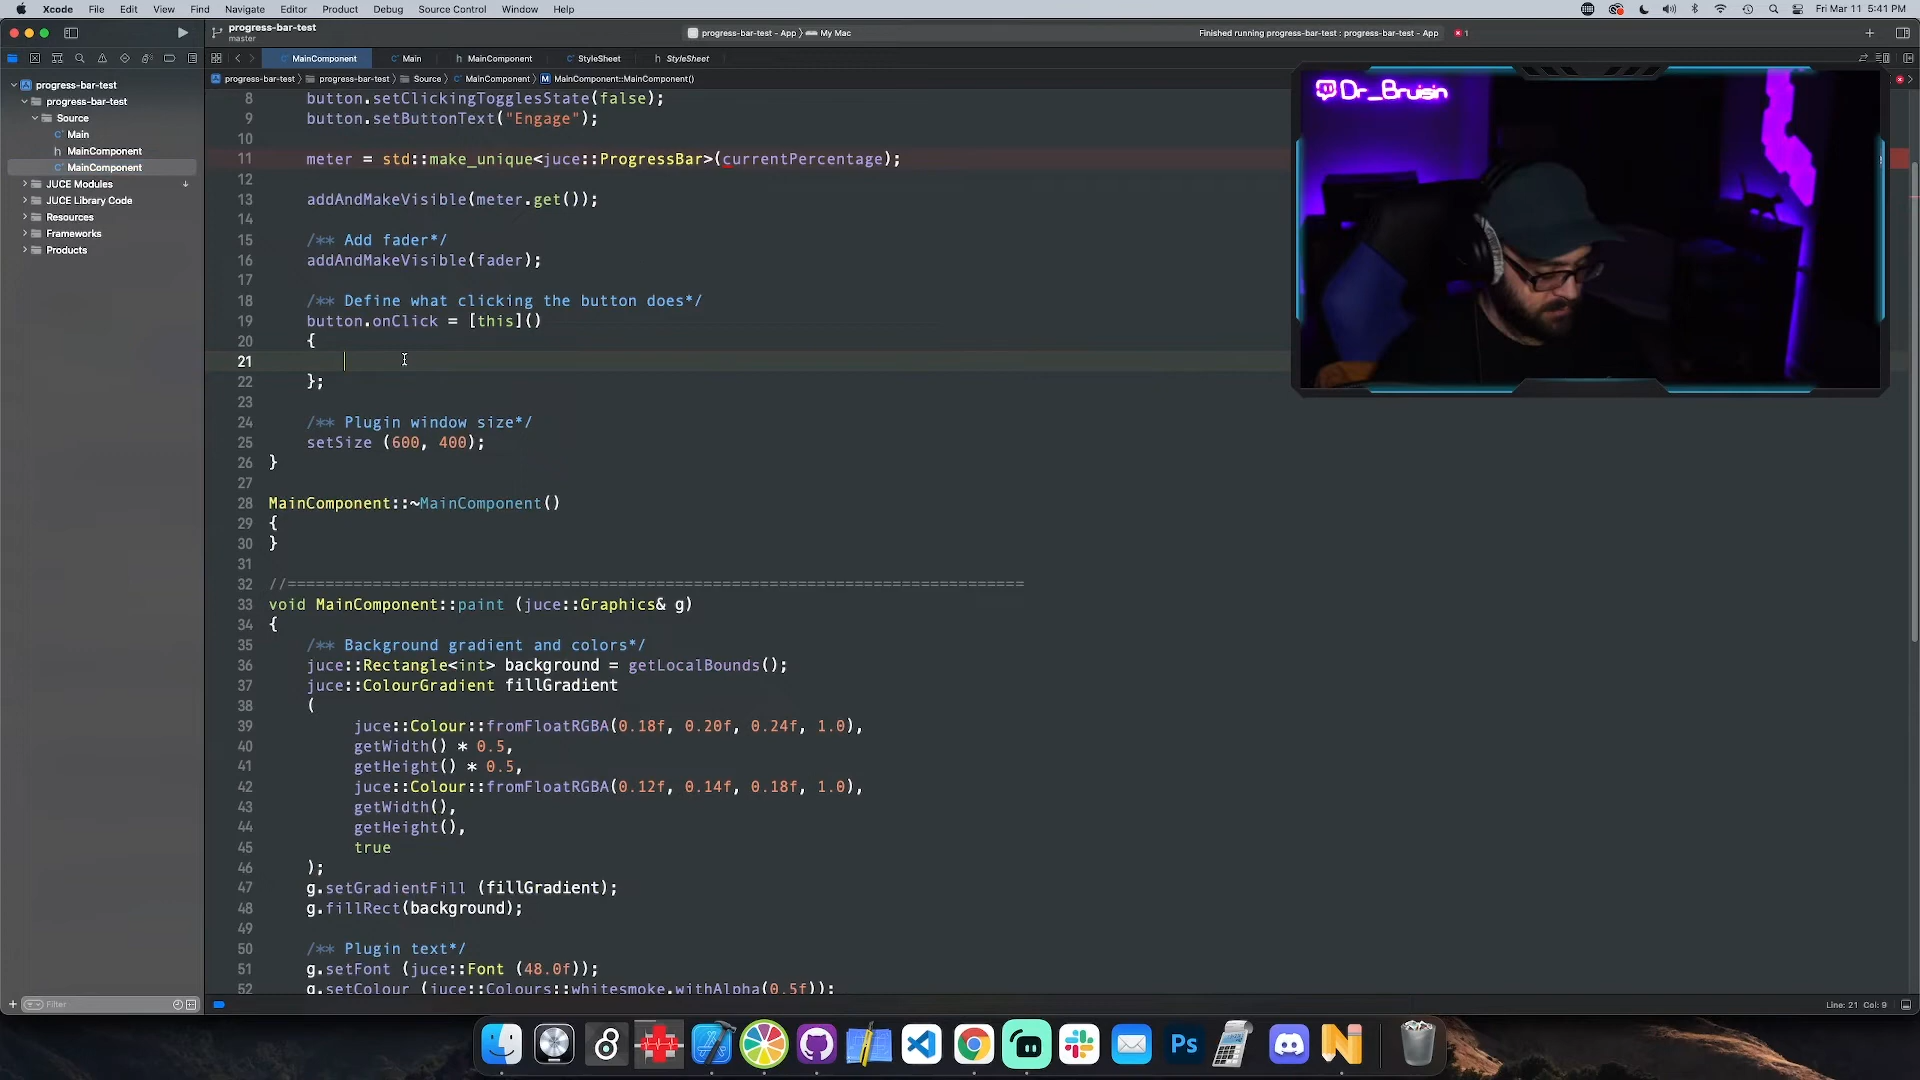 Xcode File Edit View Find Navigate Editor Product Debug Source Control Window Help
Fri Mar 11 5:41 PM
progress-bar-test
master
progress-bar-test - App 〉 My Mac
Finished running progress-bar-test : progress-bar-test - App
1
MainComponent
Main
MainComponent
StyleSheet
StyleSheet
progress-bar-test 〉 progress-bar-test 〉 Source 〉 MainComponent 〉 M MainComponent::MainComponent()
progress-bar-test
progress-bar-test
Source
Main
MainComponent
MainComponent
JUCE Modules
JUCE Library Code
Resources
Frameworks
Products
8 button.setClickingTogglesState(false);
9 button.setButtonText("Engage");
10
11 meter = std::make_unique<juce::ProgressBar>(currentPercentage);
12
13 addAndMakeVisible(meter.get());
14
15 /** Add fader*/
16 addAndMakeVisible(fader);
17
18 /** Define what clicking the button does*/
19 button.onClick = [this]()
20 {
21
22 };
23
24 /** Plugin window size*/
25 setSize (600, 400);
26 }
27
28 MainComponent::~MainComponent()
29 {
30 }
31
32 //==============================================================================
33 void MainComponent::paint (juce::Graphics& g)
34 {
35 /** Background gradient and colors*/
36 juce::Rectangle<int> background = getLocalBounds();
37 juce::ColourGradient fillGradient
38 (
39 juce::Colour::fromFloatRGBA(0.18f, 0.20f, 0.24f, 1.0),
40 getWidth() * 0.5,
41 getHeight() * 0.5,
42 juce::Colour::fromFloatRGBA(0.12f, 0.14f, 0.18f, 1.0),
43 getWidth(),
44 getHeight(),
45 true
46 );
47 g.setGradientFill (fillGradient);
48 g.fillRect(background);
49
50 /** Plugin text*/
51 g.setFont (juce::Font (48.0f));
52 g.setColour (juce::Colours::whitesmoke.withAlpha(0.5f));
Dr_Bruisin
Filter
Line: 21 Col: 9
Ps